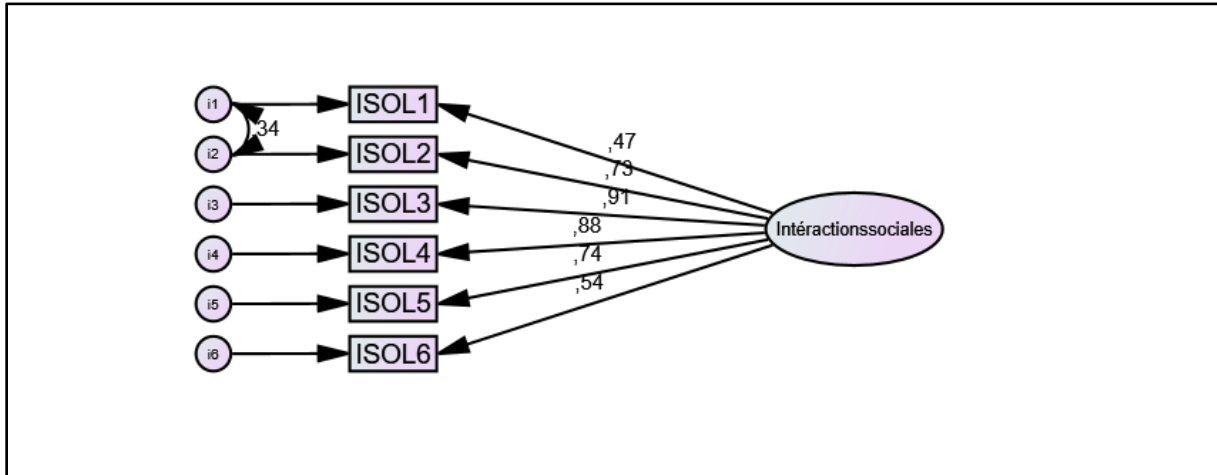 i1
ISOL1
,34
i2
ISOL2
i3
ISOL3
i4
ISOL4
i5
ISOL5
i6
ISOL6
,47
,73
,91
,88
,74
,54
Intéractionssociales